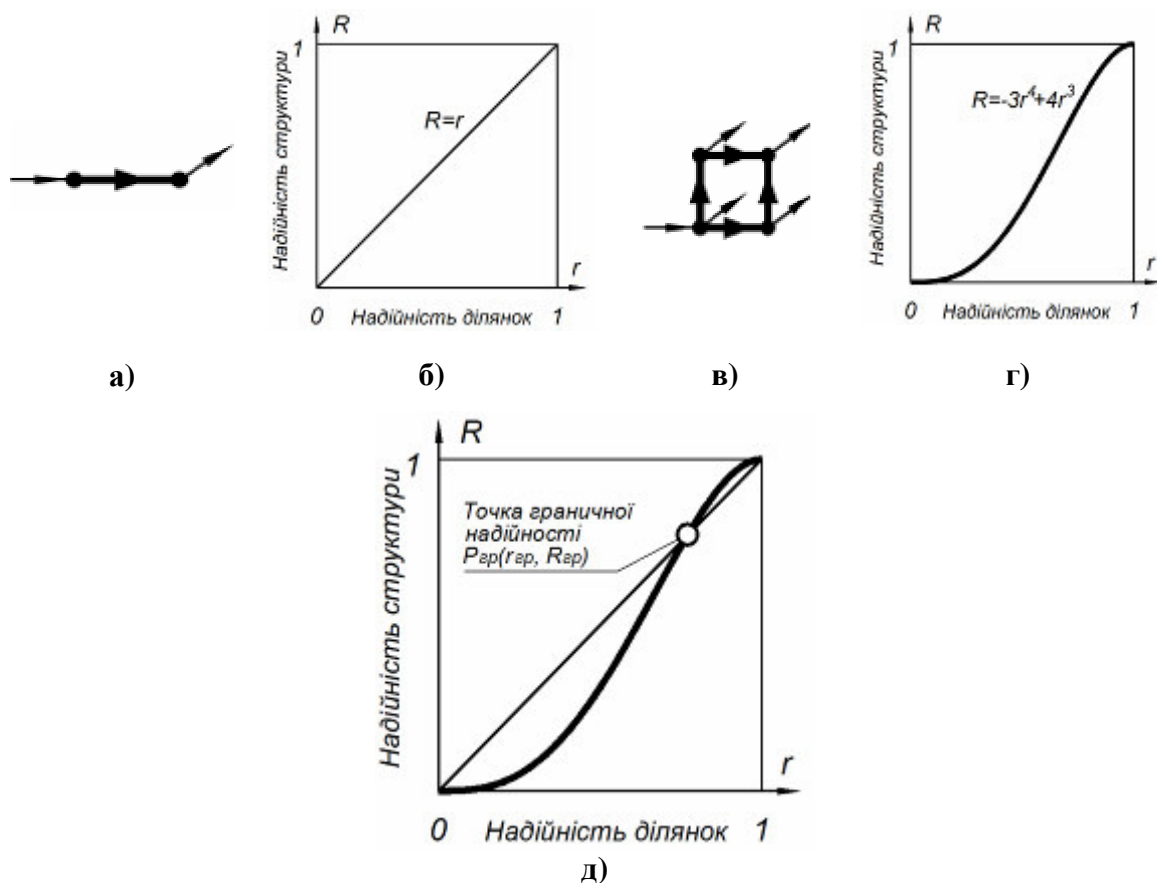 R
1
Надійність структури
R=r
r
0 Надійність ділянок 1
R
1
Надійність структури
R=-3r⁴+4r³
r
0 Надійність ділянок 1
а)
б)
в)
г)
R
1
Надійність структури
Точка граничної
надійності
Pгр(rгр, Rгр)
r
0 Надійність ділянок 1
д)